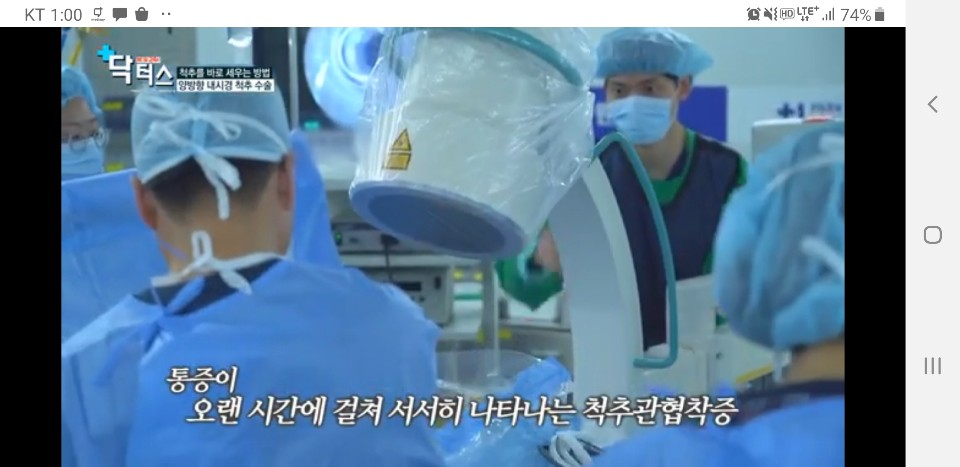 KT 1:00
LTE+ 74%
닥터스
척추를 바로 세우는 방법
양방향 내시경 척추 수술
통증이
오랜 시간에 걸쳐 서서히 나타나는 척추관협착증